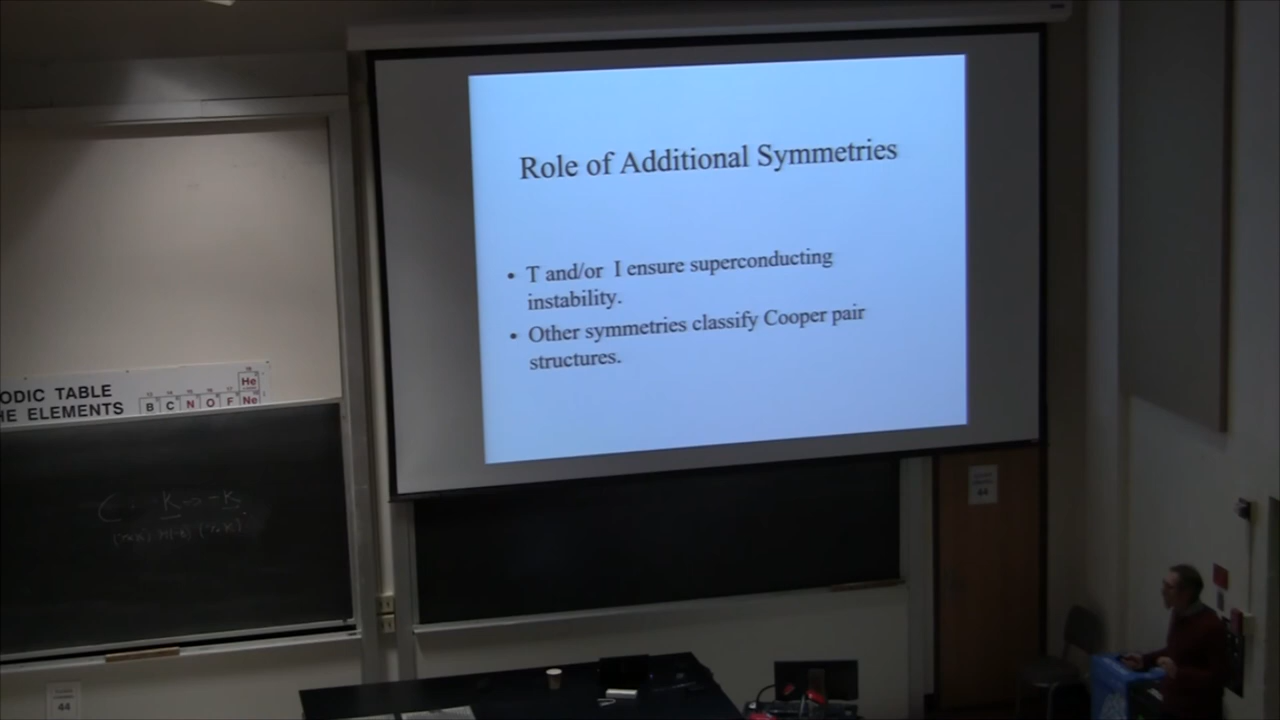 Role of Additional Symmetries
• T and/or I ensure superconducting
instability.
• Other symmetries classify Cooper pair
structures.
ODIC TABLE
HE ELEMENTS
He
B C N O F Ne
44
44